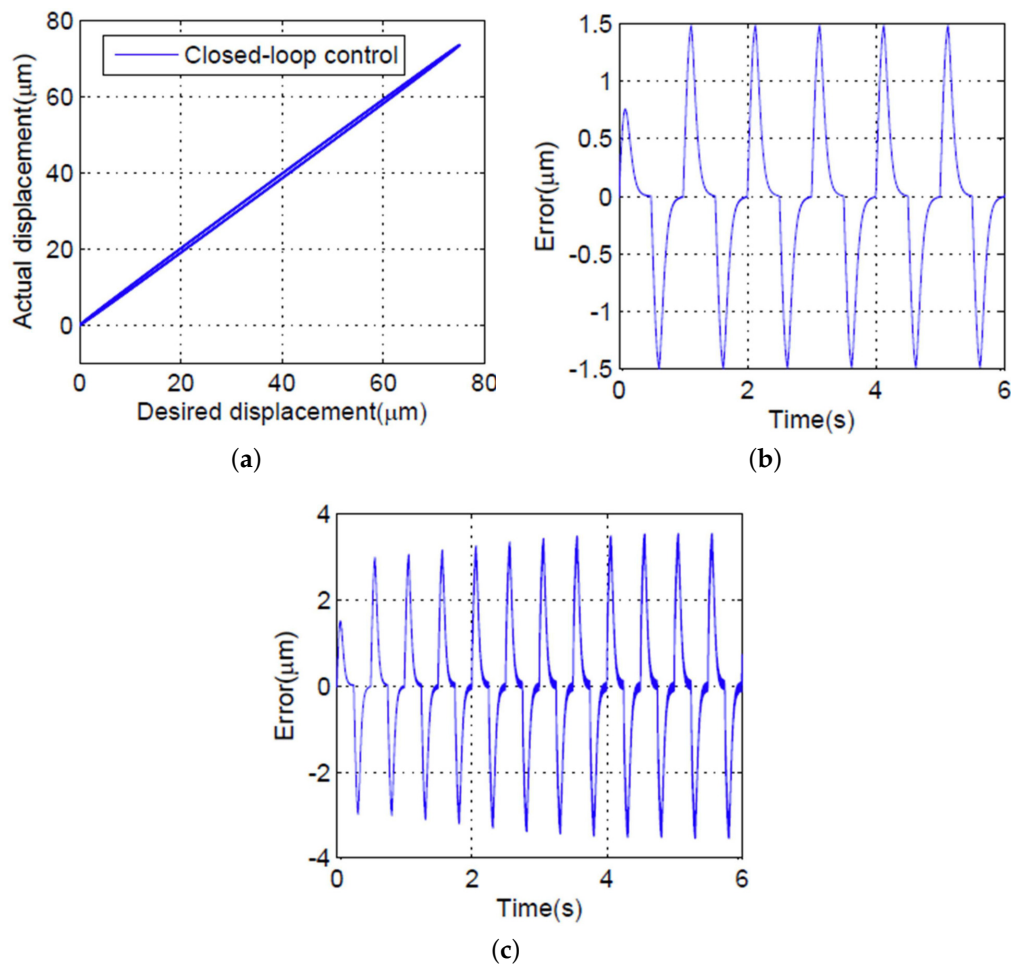 80
60
40
20
0
Actual displacement(μm)
Closed-loop control
0 20 40 60 80
Desired displacement(μm)
(a)
1.5
1
0.5
0
-0.5
-1
-1.5
Error(μm)
0 2 4 6
Time(s)
(b)
4
2
0
-2
-4
Error(μm)
0 2 4 6
Time(s)
(c)